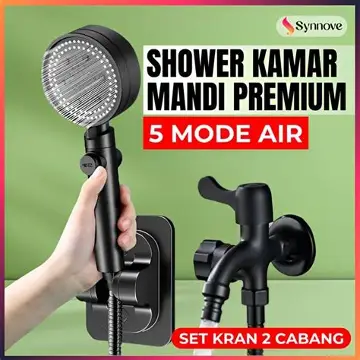 Synnove
SHOWER KAMAR
MANDI PREMIUM
5 MODE AIR
SET KRAN 2 CABANG